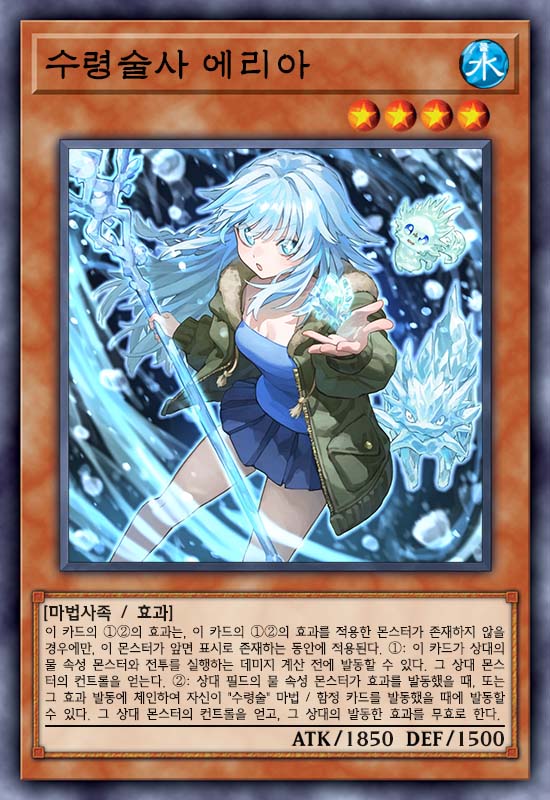 수령술사 에리아
水
[마법사족 / 효과]
이 카드의 ①②의 효과는, 이 카드의 ①②의 효과를 적용한 몬스터가 존재하지 않을
경우에만, 이 몬스터가 앞면 표시로 존재하는 동안에 적용된다. ①: 이 카드가 상대의
물 속성 몬스터와 전투를 실행하는 데미지 계산 전에 발동할 수 있다. 그 상대 몬스
터의 컨트롤을 얻는다. ②: 상대 필드의 물 속성 몬스터가 효과를 발동했을 때, 또는
그 효과 발동에 체인하여 자신이 "수령술" 마법 / 함정 카드를 발동했을 때에 발동할
수 있다. 그 상대 몬스터의 컨트롤을 얻고, 그 상대의 발동한 효과를 무효로 한다.
ATK/1850 DEF/1500